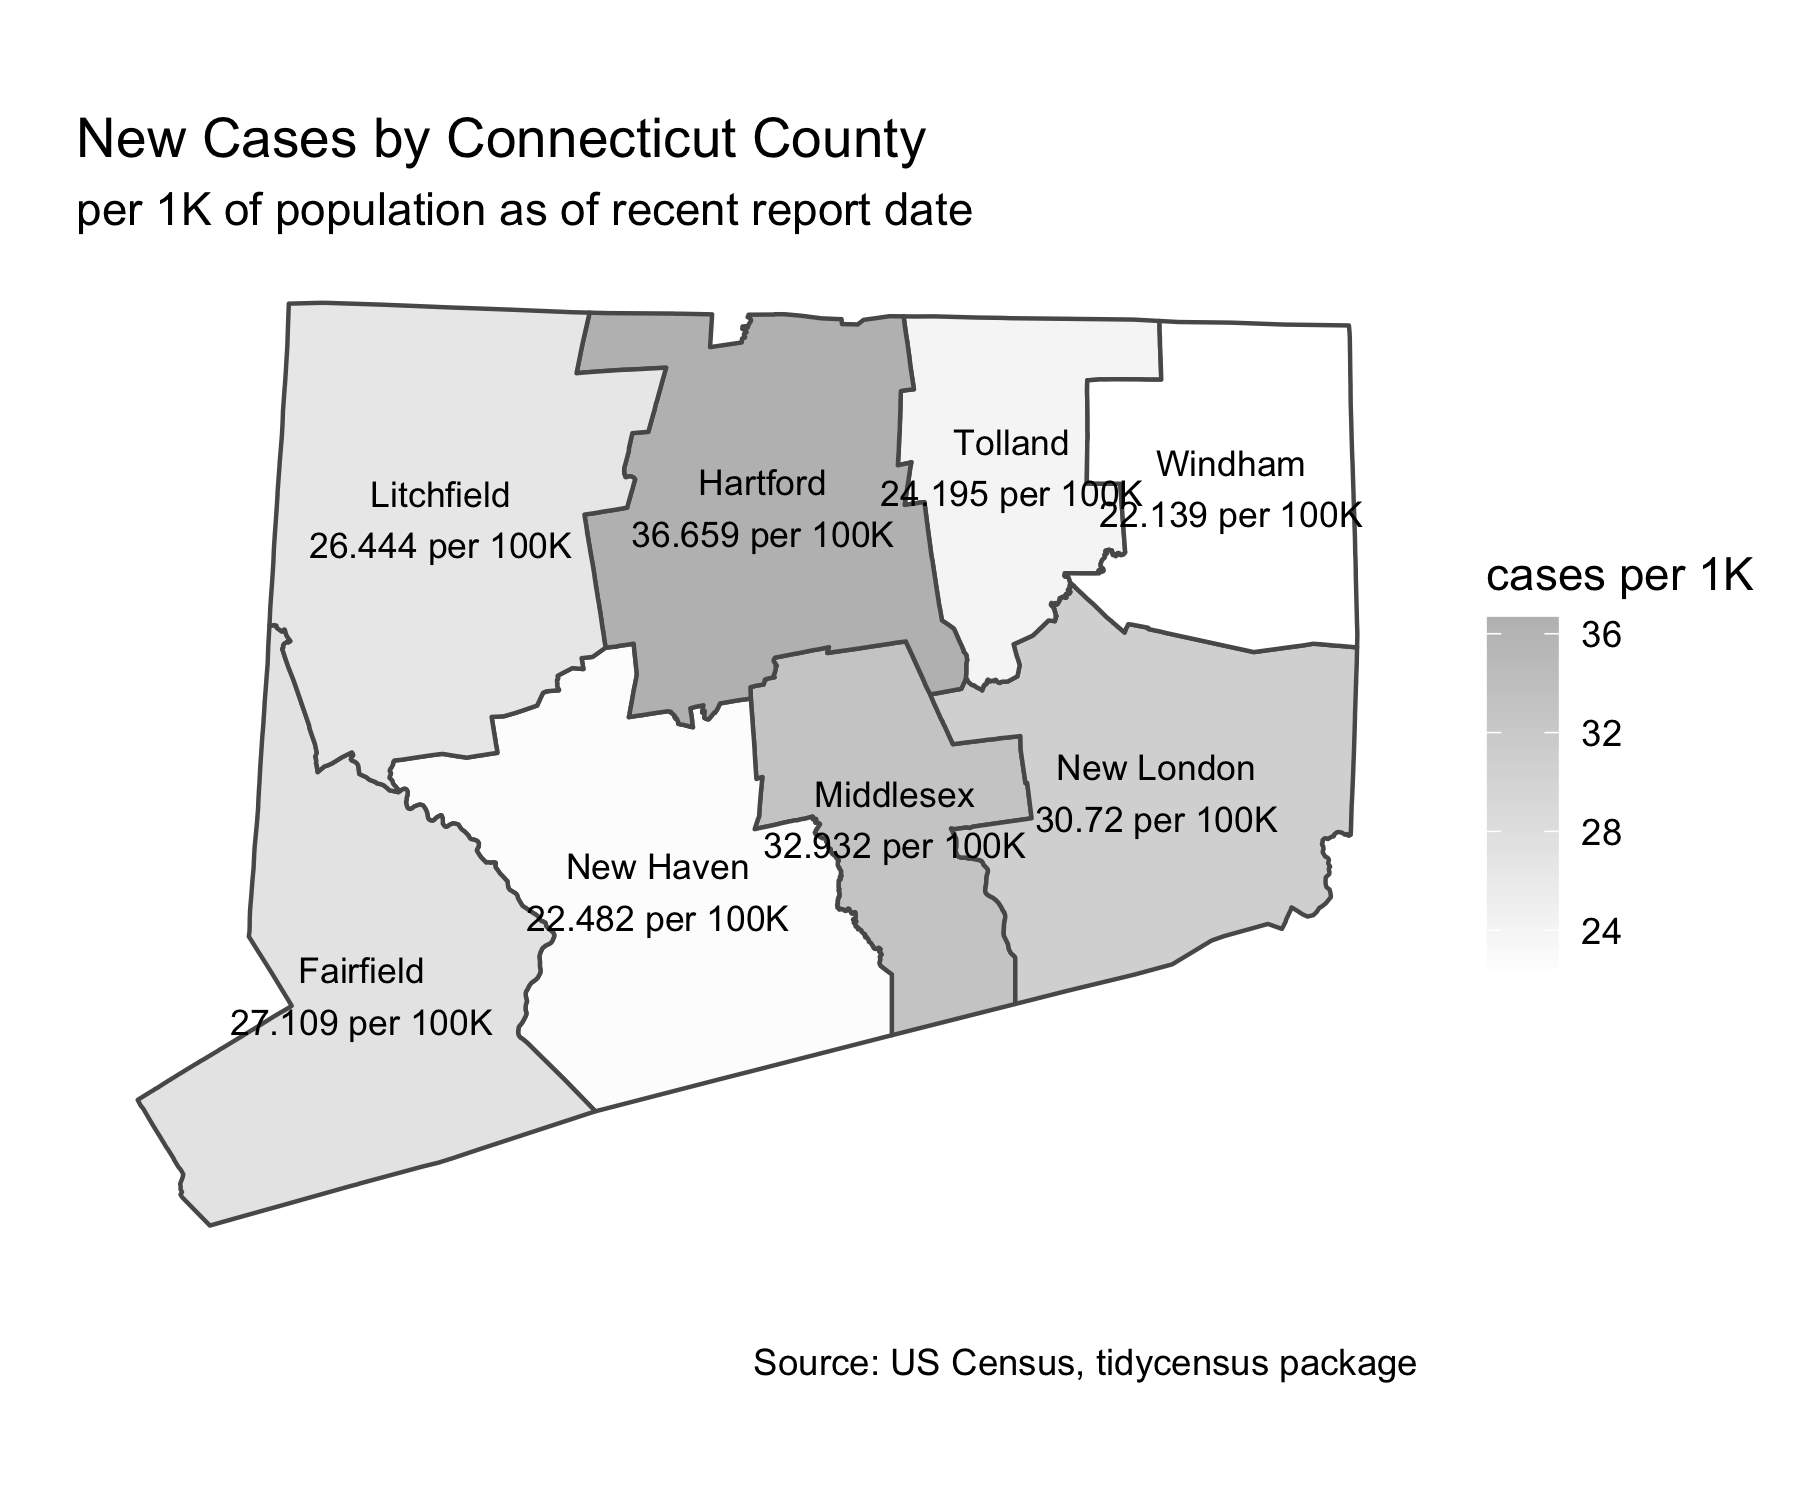 New Cases by Connecticut County
per 1K of population as of recent report date
Tolland
24.195 per 100K
Windham
22.139 per 100K
Hartford
36.659 per 100K
Litchfield
26.444 per 100K
cases per 1K
36
32
28
24
New London
30.72 per 100K
Middlesex
32.932 per 100K
New Haven
22.482 per 100K
Fairfield
27.109 per 100K
Source: US Census, tidycensus package